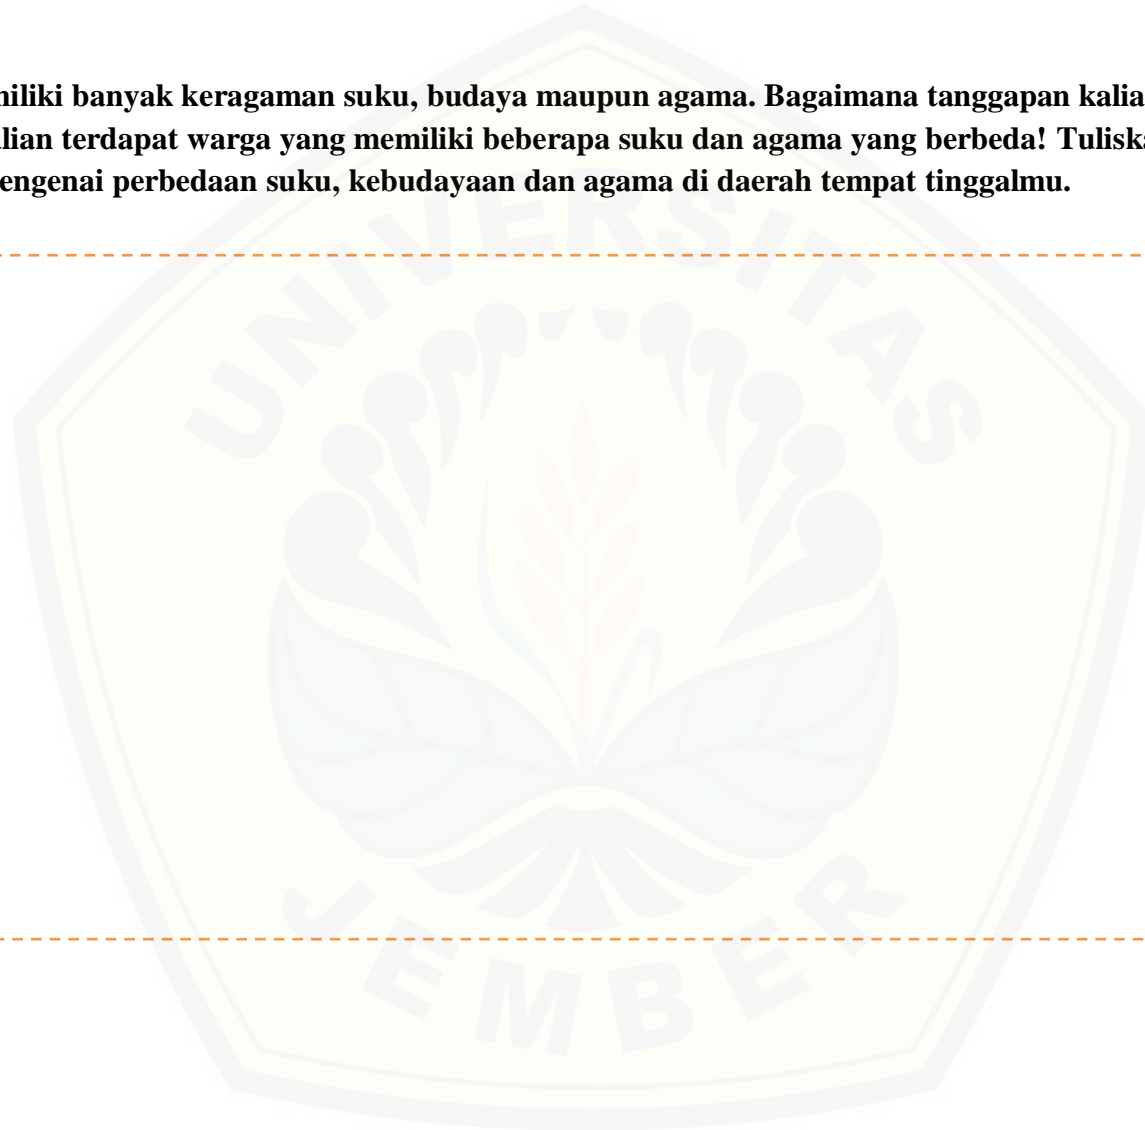 miliki banyak keragaman suku, budaya maupun agama. Bagaimana tanggapan kalia
lian terdapat warga yang memiliki beberapa suku dan agama yang berbeda! Tuliska
engenai perbedaan suku, kebudayaan dan agama di daerah tempat tinggalmu.
UNIVERSITAS
JEMBER